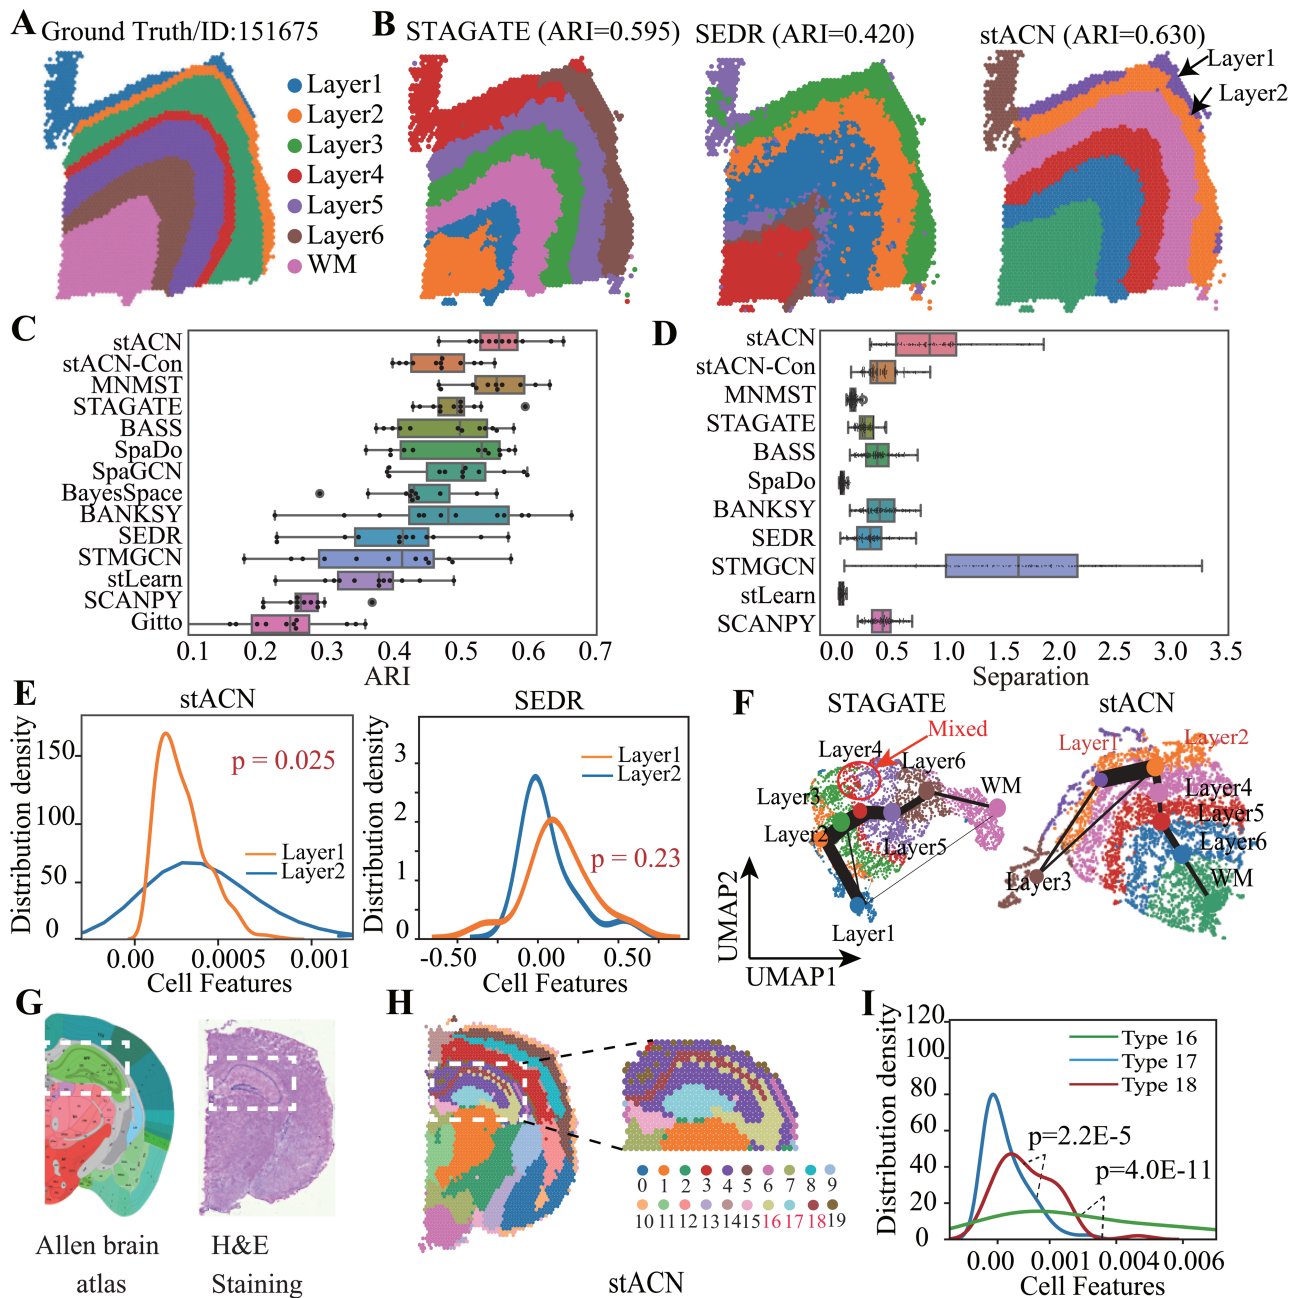 A Ground Truth/ID:151675
Layer1
Layer2
Layer3
Layer4
Layer5
Layer6
WM
B STAGATE (ARI=0.595) SEDR (ARI=0.420) stACN (ARI=0.630)
Layer1
Layer2
C
stACN
stACN-Con
MNMST
STAGATE
BASS
SpaDo
SpaGCN
BayesSpace
BANKSY
SEDR
STMGCN
stLearn
SCANPY
Gitto
0.1 0.2 0.3 0.4 0.5 0.6 0.7
ARI
D
stACN
stACN-Con
MNMST
STAGATE
BASS
SpaDo
BANKSY
SEDR
STMGCN
stLearn
SCANPY
0.0 0.5 1.0 1.5 2.0 2.5 3.0 3.5
Separation
E
stACN
Distribution density
150
100
50
0
p = 0.025
Layer1
Layer2
0.00 0.0005 0.001
Cell Features
SEDR
Distribution density
3
2
1
0
Layer1
Layer2
p = 0.23
-0.50 0.00 0.50
Cell Features
F
STAGATE
Mixed
Layer4
Layer6
WM
Layer3
Layer2
Layer5
Layer1
UMAP2
UMAP1
stACN
Layer1
Layer2
Layer4
Layer5
Layer6
Layer3
WM
G
Allen brain
atlas
H&E
Staining
H
0 1 2 3 4 5 6 7 8 9
10 11 12 13 14 15 16 17 18 19
stACN
I
Distribution density
120
100
80
60
40
20
0
Type 16
Type 17
Type 18
p=2.2E-5
p=4.0E-11
0.00 0.001 0.004 0.006
Cell Features